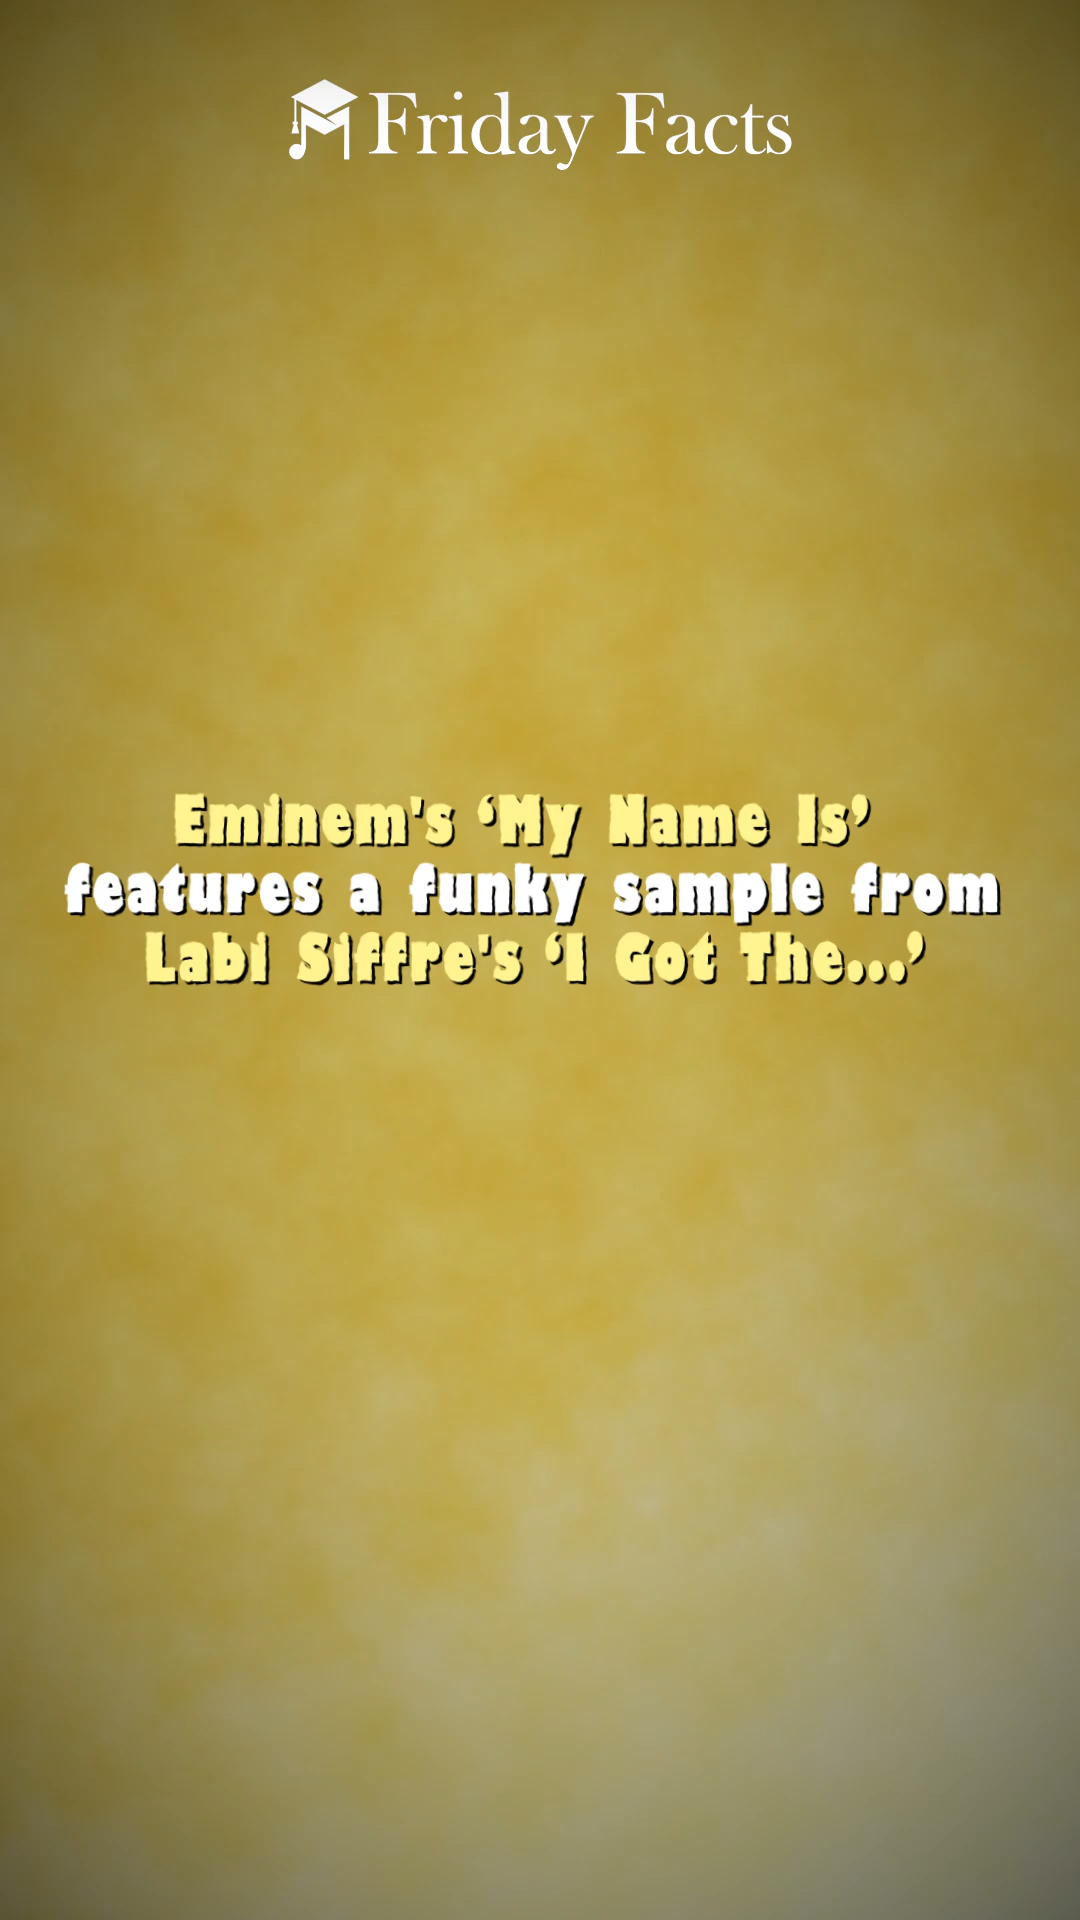 Friday Facts
Eminem's ‘My Name Is’
features a funky sample from
Labi Siffre's ‘I Got The...’